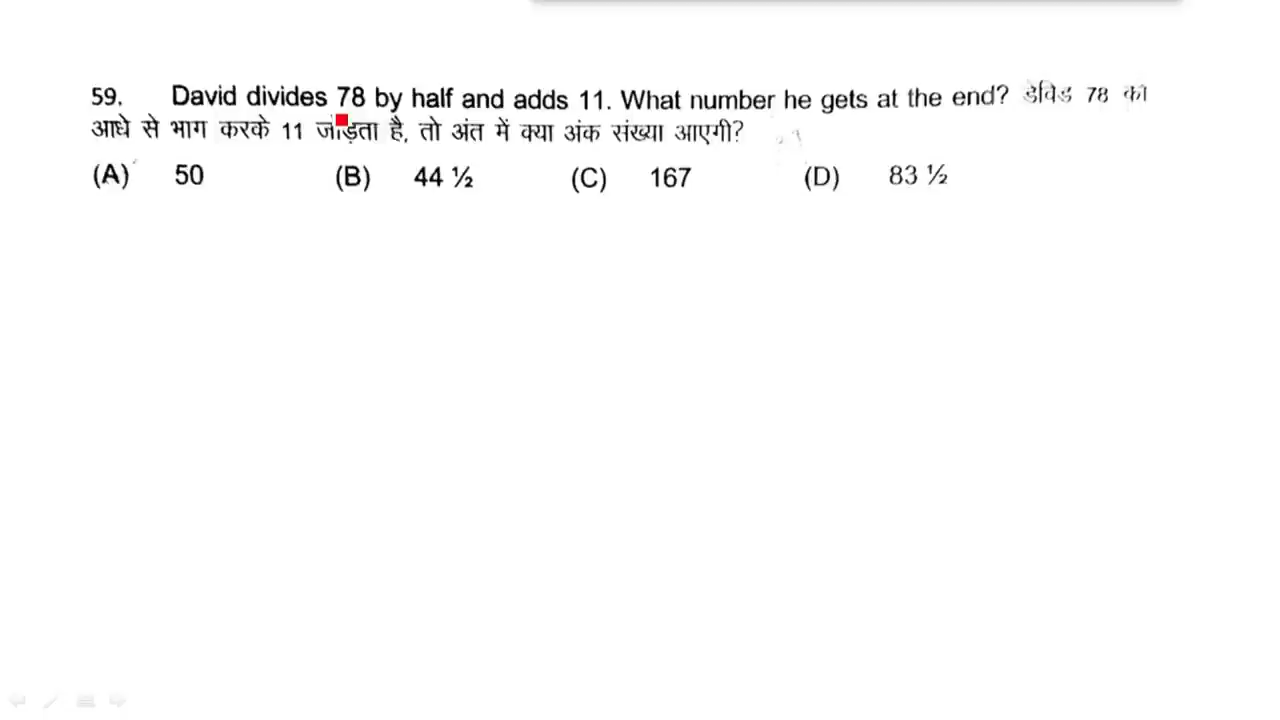 59. David divides 78 by half and adds 11. What number he gets at the end? डेविड 78 को
आधे से भाग करके 11 जोड़ता है, तो अंत में क्या अंक संख्या आएगी?
(A) 50 (B) 44 ½ (C) 167 (D) 83 ½